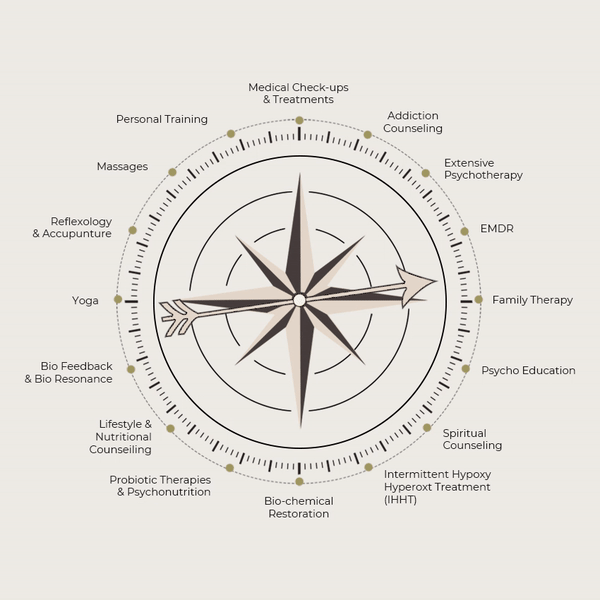 Medical Check-ups
& Treatments
Addiction
Counseling
Extensive
Psychotherapy
EMDR
Family Therapy
Psycho Education
Spiritual
Counseling
Intermittent Hypoxy
Hyperoxt Treatment
(IHHT)
Bio-chemical
Restoration
Probiotic Therapies
& Psychonutrition
Lifestyle &
Nutritional
Counseiling
Bio Feedback
& Bio Resonance
Yoga
Reflexology
& Accupunture
Massages
Personal Training